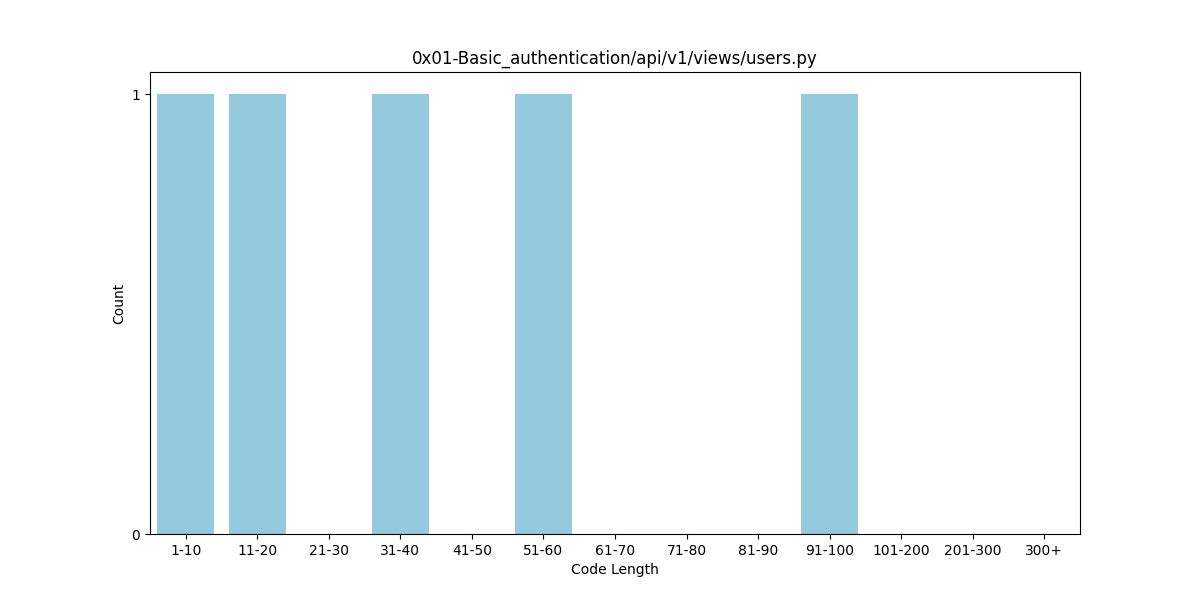 0x01-Basic_authentication/api/v1/views/users.py
1
Count
0
1-10 11-20 21-30 31-40 41-50 51-60 61-70 71-80 81-90 91-100 101-200 201-300 300+
Code Length